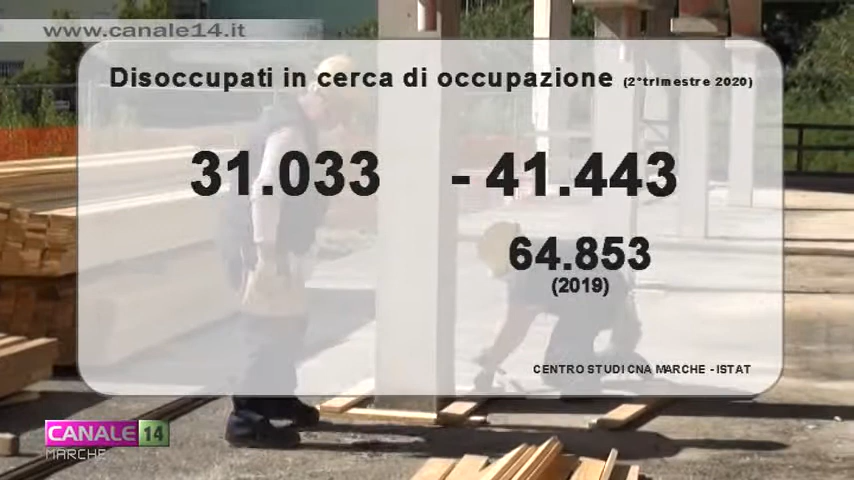 www.canale14.it
Disoccupati in cerca di occupazione (2°trimestre 2020)
31.033 - 41.443
64.853
(2019)
CENTRO STUDI CNA MARCHE - ISTAT
CANALE 14
MARCHE